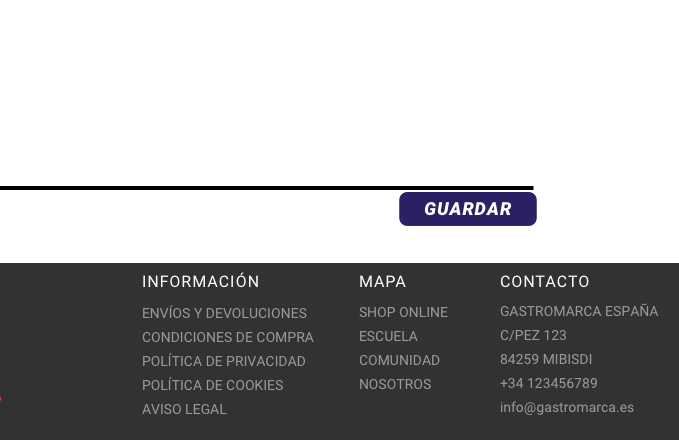 GUARDAR
INFORMACIÓN
ENVÍOS Y DEVOLUCIONES
CONDICIONES DE COMPRA
POLÍTICA DE PRIVACIDAD
POLÍTICA DE COOKIES
AVISO LEGAL
MAPA
SHOP ONLINE
ESCUELA
COMUNIDAD
NOSOTROS
CONTACTO
GASTROMARCA ESPAÑA
C/PEZ 123
84259 MIBISDI
+34 123456789
info@gastromarca.es